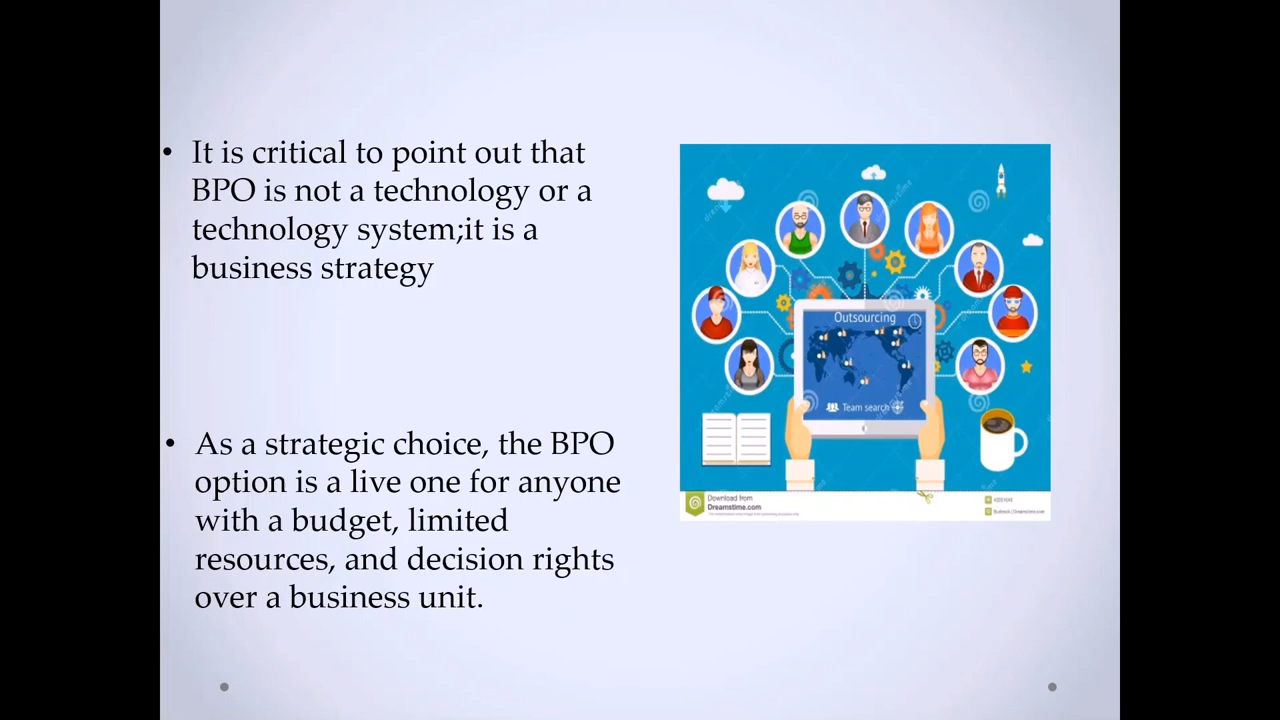 • It is critical to point out that
BPO is not a technology or a
technology system;it is a
business strategy
• As a strategic choice, the BPO
option is a live one for anyone
with a budget, limited
resources, and decision rights
over a business unit.
Outsourcing
Team search
Download from
Dreamstime.com